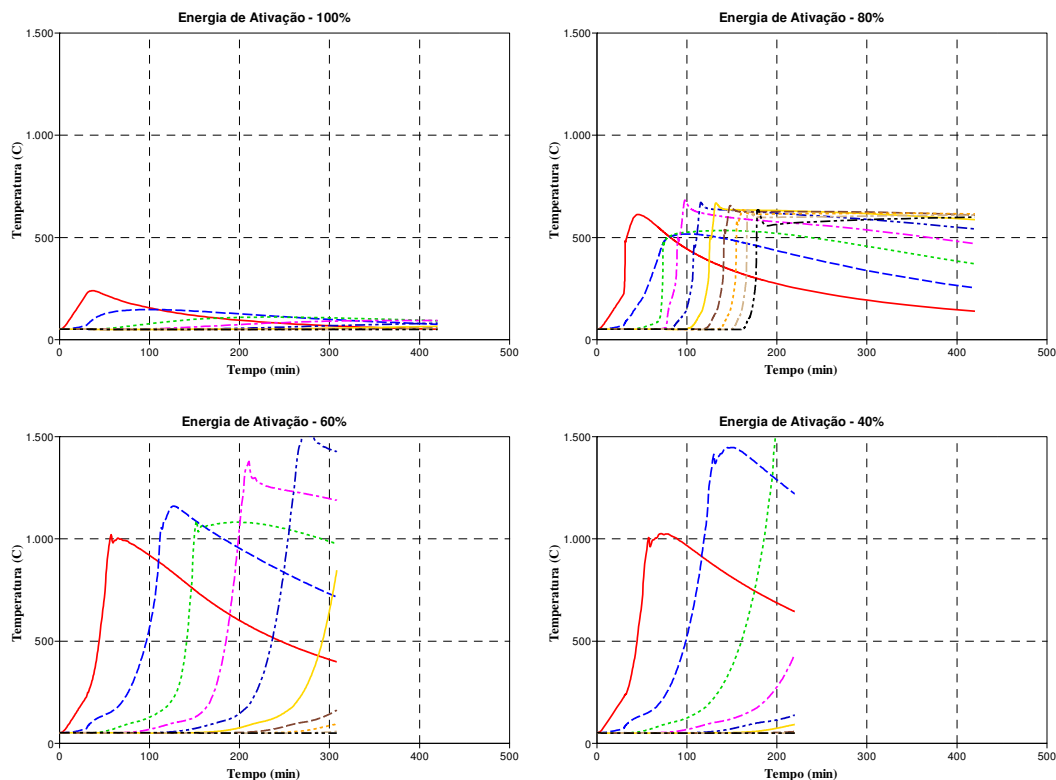 Energia de Ativação - 100%
Energia de Ativação - 80%
1.500
1.000
500
0
Temperatura (C)
0 100 200 300 400 500
Tempo (min)
1.500
1.000
500
0
Temperatura (C)
0 100 200 300 400 500
Tempo (min)
Energia de Ativação - 60%
Energia de Ativação - 40%
1.500
1.000
500
0
Temperatura (C)
0 100 200 300 400 500
Tempo (min)
1.500
1.000
500
0
Temperatura (C)
0 100 200 300 400 500
Tempo (min)